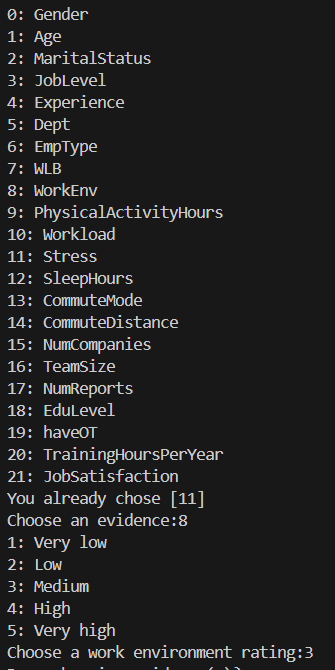 0: Gender
1: Age
2: MaritalStatus
3: JobLevel
4: Experience
5: Dept
6: EmpType
7: WLB
8: WorkEnv
9: PhysicalActivityHours
10: Workload
11: Stress
12: SleepHours
13: CommuteMode
14: CommuteDistance
15: NumCompanies
16: TeamSize
17: NumReports
18: EduLevel
19: haveOT
20: TrainingHoursPerYear
21: JobSatisfaction
You already chose [11]
Choose an evidence:8
1: Very low
2: Low
3: Medium
4: High
5: Very high
Choose a work environment rating:3